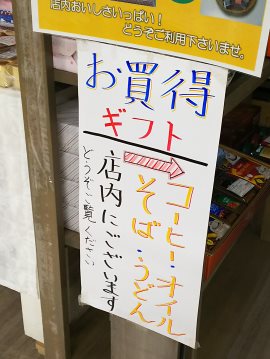 店内おいしさいっぱい！
どうぞご利用下さいませ。
お買得
ギフト
コーヒー・オイル
そば・うどん
店内にございます
どうぞご覧ください